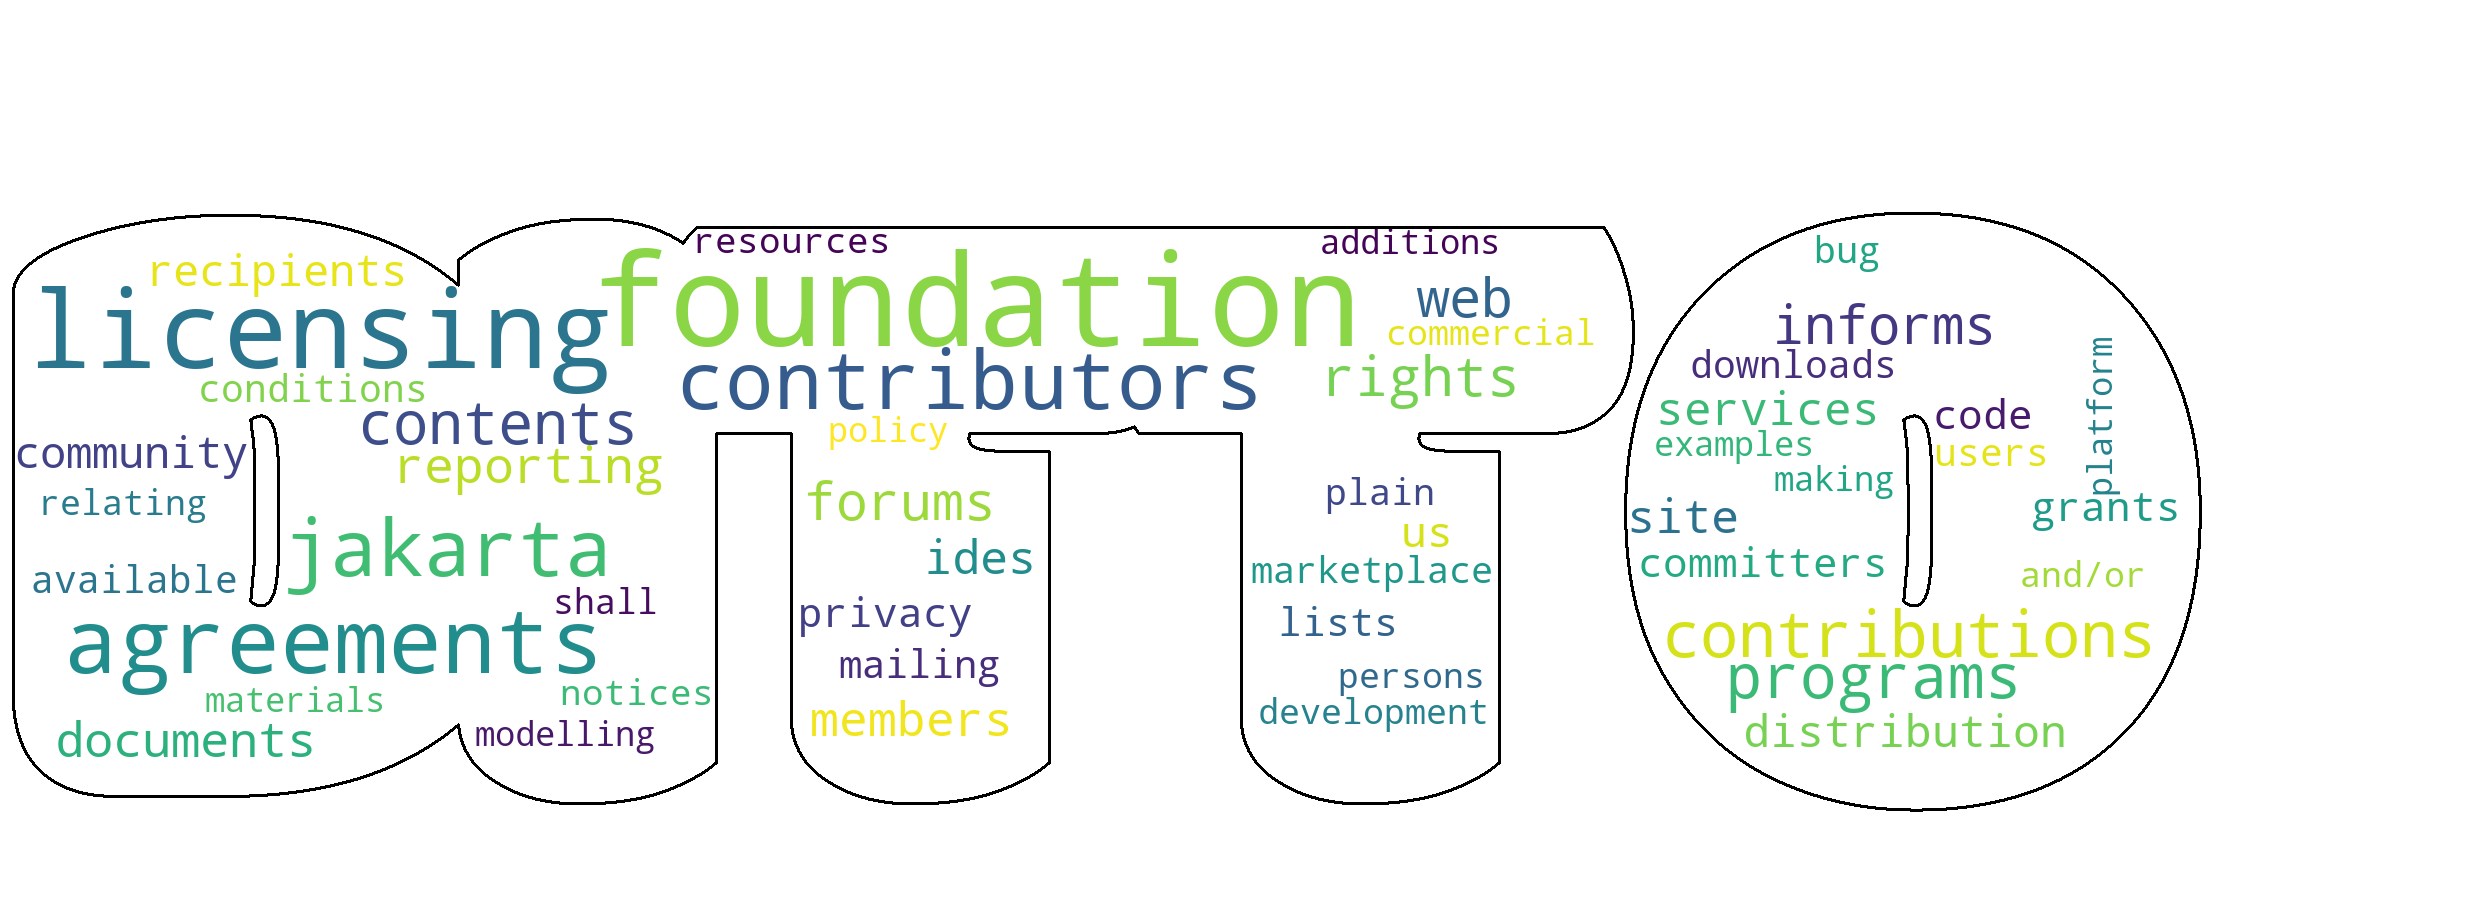 resources
additions
bug
recipients
licensing
foundation
web
informs
commercial
downloads
platform
conditions
contributors
rights
contents
services
code
policy
examples
users
community
reporting
making
relating
forums
plain
site
grants
jakarta
ides
us
available
marketplace
committers
and/or
shall
privacy
lists
agreements
mailing
persons
contributions
materials
notices
members
development
programs
documents
modelling
distribution